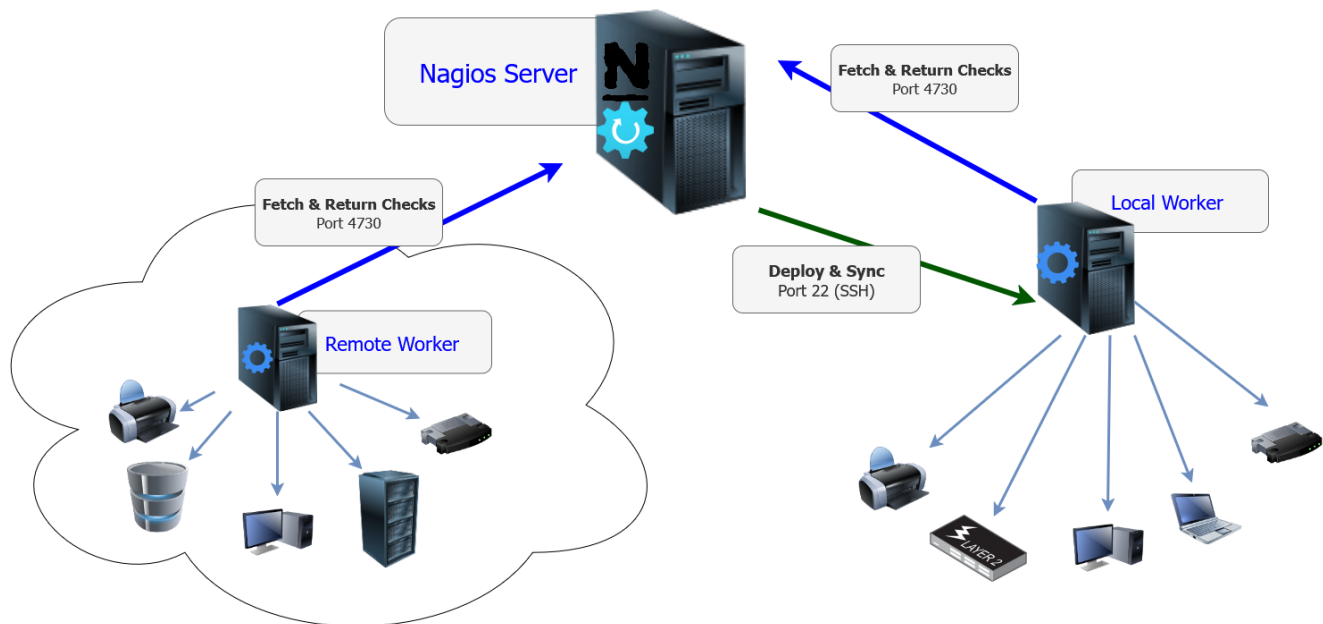 Nagios Server
N
Fetch & Return Checks
Port 4730
Fetch & Return Checks
Port 4730
Local Worker
Deploy & Sync
Port 22 (SSH)
Remote Worker
LAYER 2